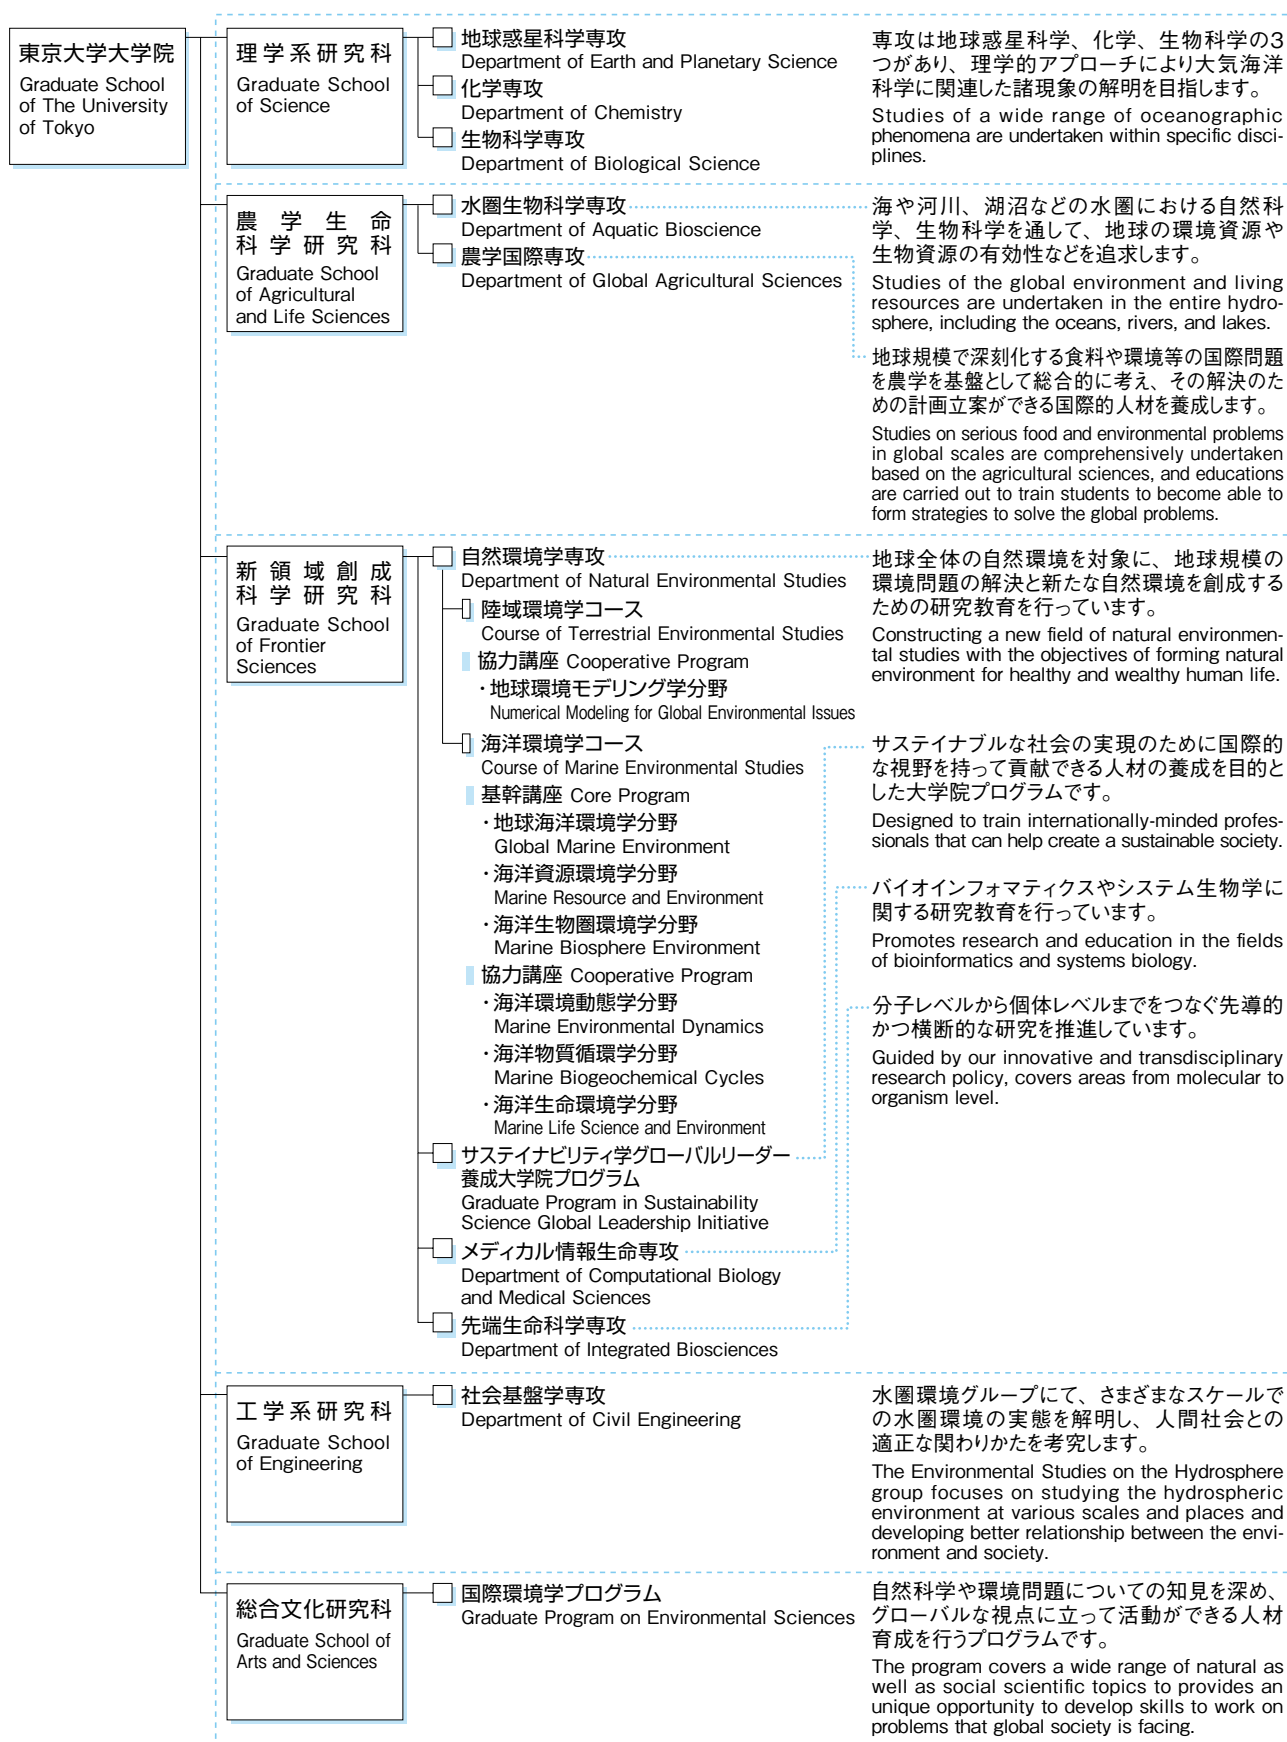 東京大学大学院
Graduate School
of The University
of Tokyo
理学系研究科
Graduate School
of Science
地球惑星科学専攻
Department of Earth and Planetary Science
化学専攻
Department of Chemistry
生物科学専攻
Department of Biological Science
専攻は地球惑星科学、化学、生物科学の3
つがあり、理学的アプローチにより大気海洋
科学に関連した諸現象の解明を目指します。
Studies of a wide range of oceanographic
phenomena are undertaken within specific disci-
plines.
農学生命
科学研究科
Graduate School
of Agricultural
and Life Sciences
水圏生物科学専攻
Department of Aquatic Bioscience
農学国際専攻
Department of Global Agricultural Sciences
海や河川、湖沼などの水圏における自然科
学、生物科学を通して、地球の環境資源や
生物資源の有効性などを追求します。
Studies of the global environment and living
resources are undertaken in the entire hydro-
sphere, including the oceans, rivers, and lakes.
地球規模で深刻化する食料や環境等の国際問題
を農学を基盤として総合的に考え、その解決のた
めの計画立案ができる国際的人材を養成します。
Studies on serious food and environmental problems
in global scales are comprehensively undertaken
based on the agricultural sciences, and educations
are carried out to train students to become able to
form strategies to solve the global problems.
新領域創成
科学研究科
Graduate School
of Frontier
Sciences
自然環境学専攻
Department of Natural Environmental Studies
陸域環境学コース
Course of Terrestrial Environmental Studies
協力講座 Cooperative Program
・地球環境モデリング学分野
Numerical Modeling for Global Environmental Issues
海洋環境学コース
Course of Marine Environmental Studies
基幹講座 Core Program
・地球海洋環境学分野
Global Marine Environment
・海洋資源環境学分野
Marine Resource and Environment
・海洋生物圏環境学分野
Marine Biosphere Environment
協力講座 Cooperative Program
・海洋環境動態学分野
Marine Environmental Dynamics
・海洋物質循環学分野
Marine Biogeochemical Cycles
・海洋生命環境学分野
Marine Life Science and Environment
サステイナビリティ学グローバルリーダー
養成大学院プログラム
Graduate Program in Sustainability
Science Global Leadership Initiative
メディカル情報生命専攻
Department of Computational Biology
and Medical Sciences
先端生命科学専攻
Department of Integrated Biosciences
地球全体の自然環境を対象に、地球規模の
環境問題の解決と新たな自然環境を創成する
ための研究教育を行っています。
Constructing a new field of natural environmen-
tal studies with the objectives of forming natural
environment for healthy and wealthy human life.
サステイナブルな社会の実現のために国際的
な視野を持って貢献できる人材の養成を目的と
した大学院プログラムです。
Designed to train internationally-minded profes-
sionals that can help create a sustainable society.
バイオインフォマティクスやシステム生物学に
関する研究教育を行っています。
Promotes research and education in the fields
of bioinformatics and systems biology.
分子レベルから個体レベルまでをつなぐ先導的
かつ横断的な研究を推進しています。
Guided by our innovative and transdisciplinary
research policy, covers areas from molecular to
organism level.
工学系研究科
Graduate School
of Engineering
社会基盤学専攻
Department of Civil Engineering
水圏環境グループにて、さまざまなスケールで
の水圏環境の実態を解明し、人間社会との
適正な関わりかたを考究します。
The Environmental Studies on the Hydrosphere
group focuses on studying the hydrospheric
environment at various scales and places and
developing better relationship between the envi-
ronment and society.
総合文化研究科
Graduate School of
Arts and Sciences
国際環境学プログラム
Graduate Program on Environmental Sciences
自然科学や環境問題についての知見を深め、
グローバルな視点に立って活動ができる人材
育成を行うプログラムです。
The program covers a wide range of natural as
well as social scientific topics to provides an
unique opportunity to develop skills to work on
problems that global society is facing.